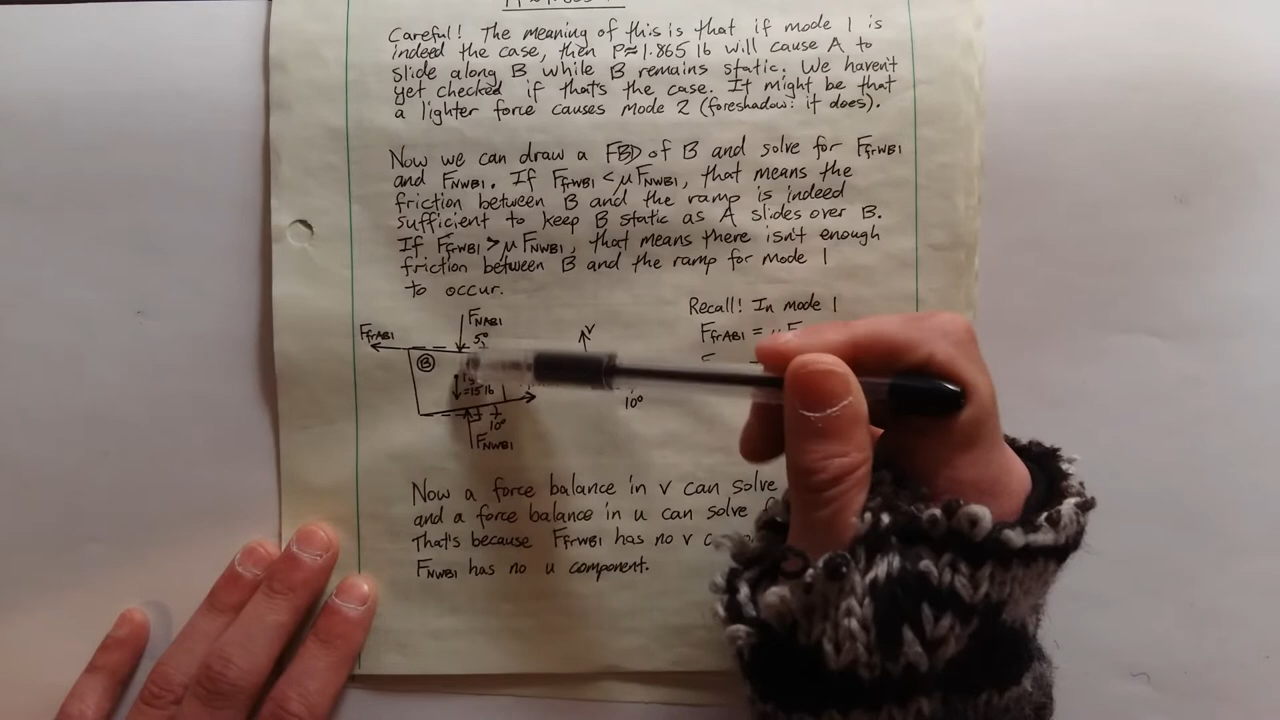 Careful! The meaning of this is that if mode 1 is
indeed the case, then P≈1.865 lb will cause A to
slide along B while B remains static. We haven't
yet checked if that's the case. It might be that
a lighter force causes mode 2 (foreshadow: it does).
Now we can draw a FBD of B and solve for FfrWB1
and FNWB1. If FfrWB1 < μFNWB1, that means the
friction between B and the ramp is indeed
sufficient to keep B static as A slides over B.
If FfrWB1 > μFNWB1, that means there isn't enough
friction between B and the ramp for mode 1
to occur.
Recall! In mode 1
FfrAB1 =
FNAB1
FfrAB1
5°
v
B
=15 lb
10°
10°
FNWB1
Now a force balance in v can solve
and a force balance in u can solve
That's because FfrWB1 has no v
FNWB1 has no u component.